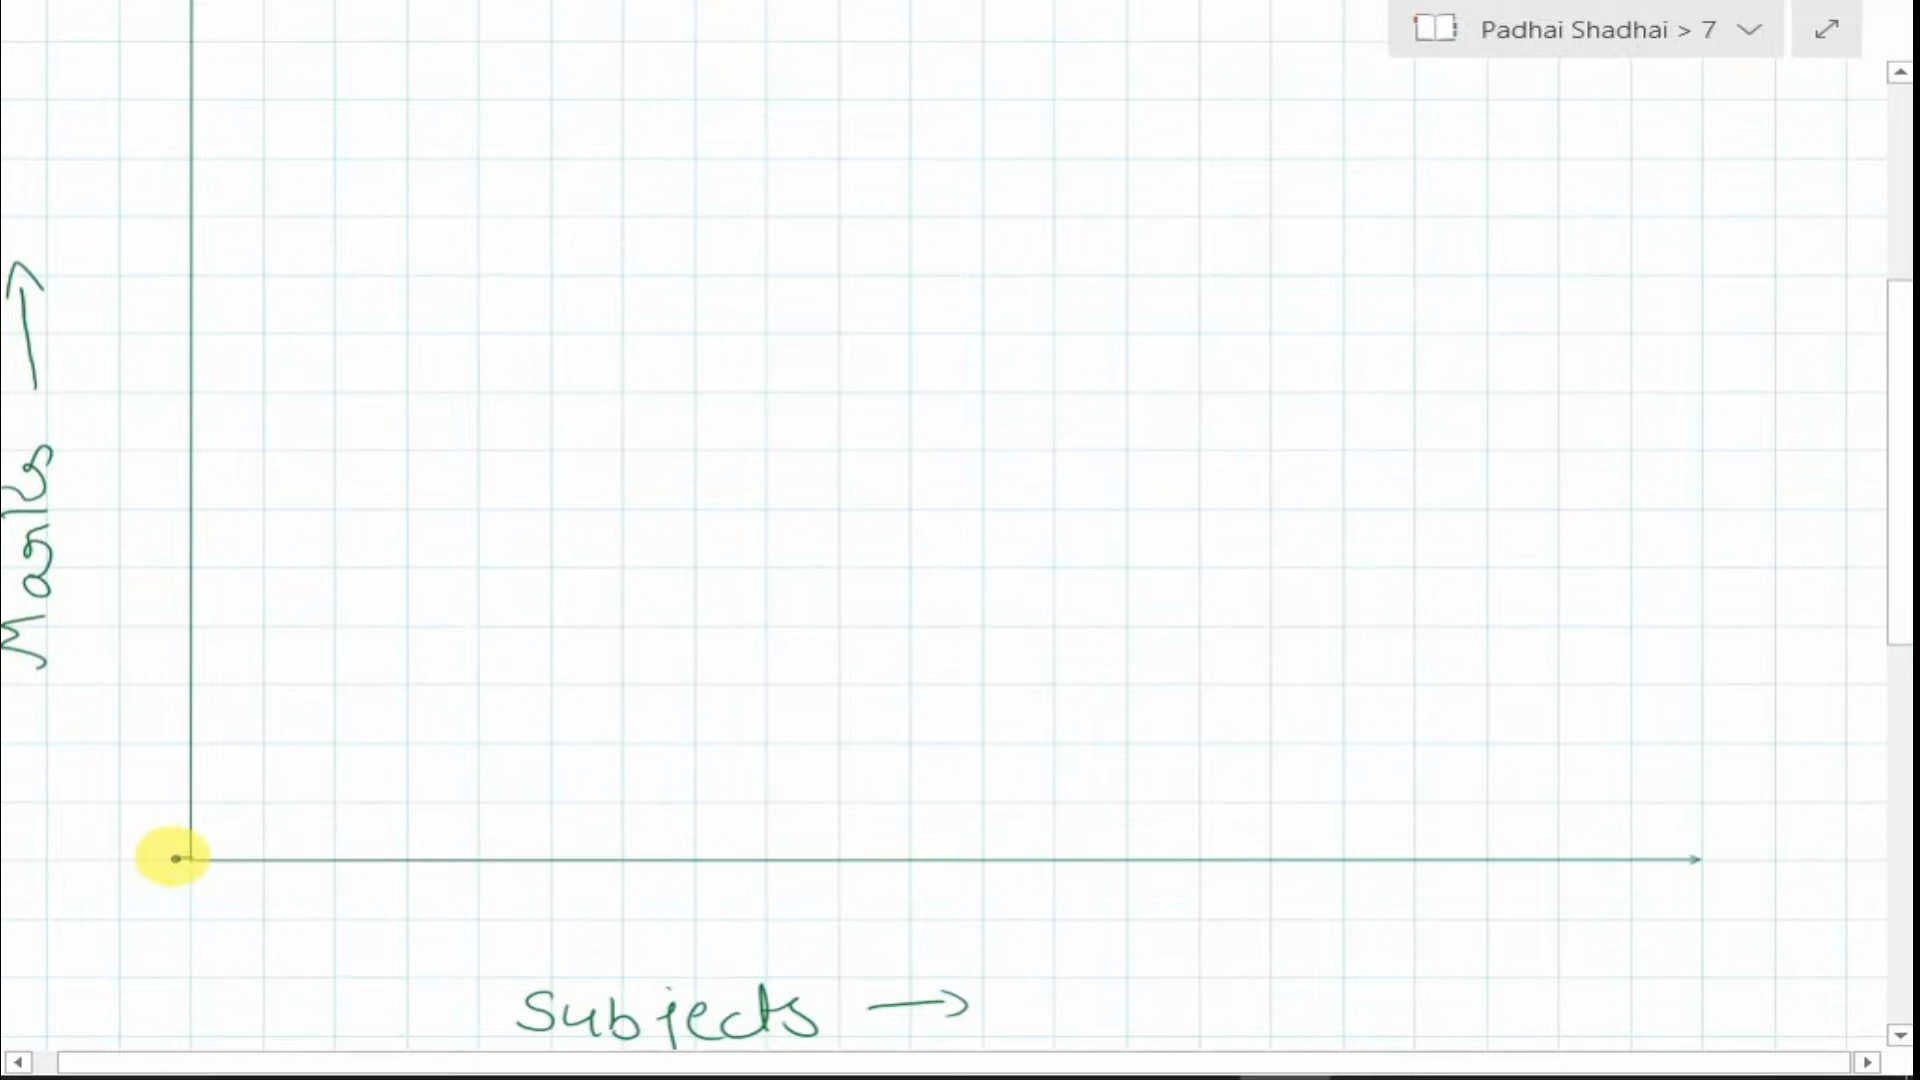 Padhai Shadhai > 7
Marks →
Subjects →